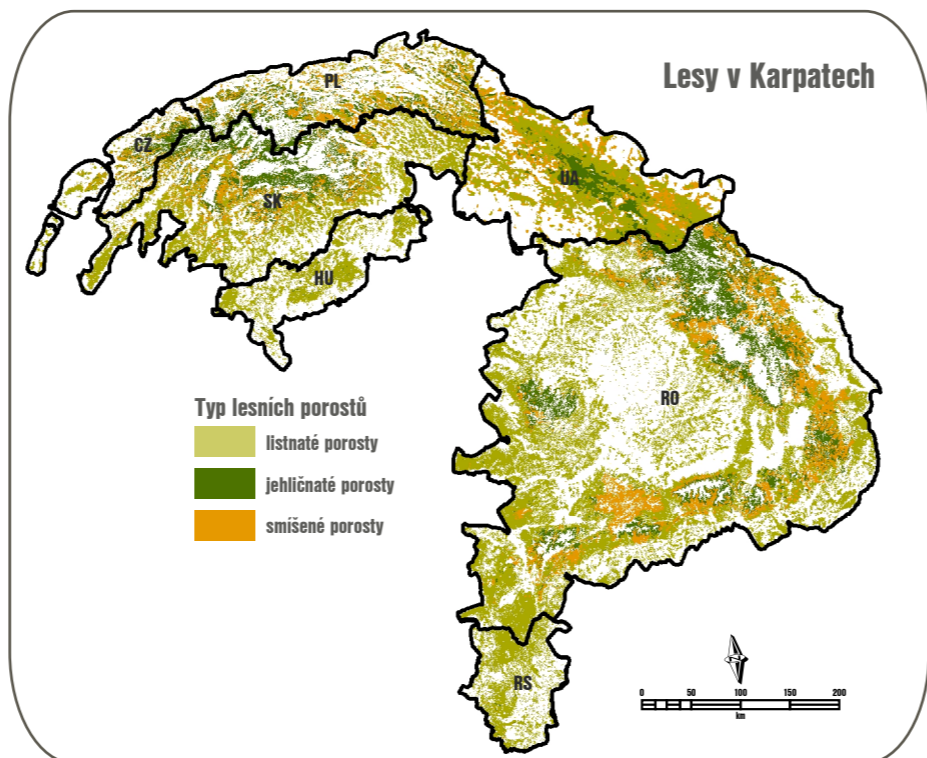 Lesy v Karpatech
PL
CZ
SK
UA
HU
RO
Typ lesních porostů
listnaté porosty
jehličnaté porosty
smíšené porosty
RS
0 50 100 150 200
km